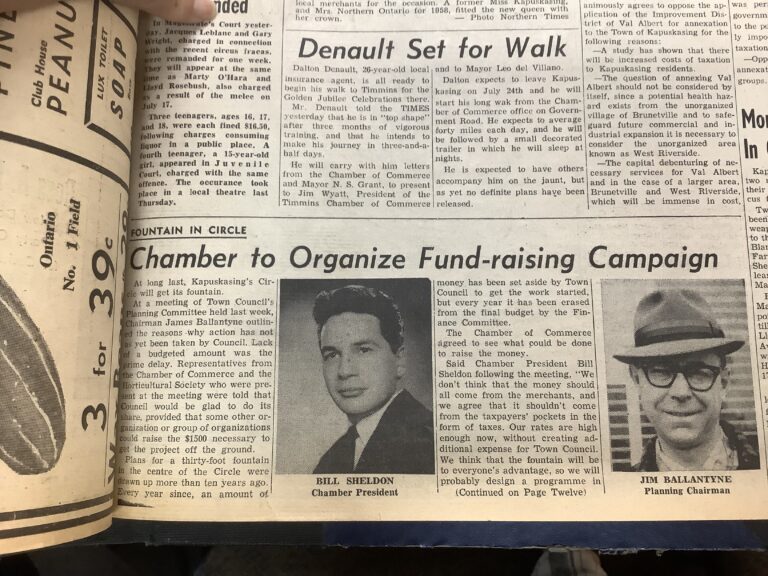 nded
In Magistrate's Court yester-
day, Jacques Leblanc and Gary
Wright, charged in connection
with the recent circus fracas,
were remanded for one week.
They will appear at the same
time as Marty O'Hara and
Lloyd Rosebush, also charged
as a result of the melee on
July 17.
Three teenagers, ages 16, 17,
and 18, were each fined $16.50,
following charges consuming
liquor in a public place. A
fourth teenager, a 15-year-old
girl, appeared in Juvenile
Court, charged with the same
offence. The occurance took
place in a local theatre last
Thursday.
local merchants for the occasion. A former Miss Kapuskasing,
and Mrs. Northern Ontario for 1958, fitted the new queen with
her crown.
— Photo Northern Times
Denault Set for Walk
Dalton Denault, 26-year-old local
insurance agent, is all ready to
begin his walk to Timmins for the
Golden Jubilee Celebrations there.
Mr. Denault told the TIMES
yesterday that he is in "top shape"
after three months of vigorous
training, and that he intends to
make his journey in three-and-a-
half days.
He will carry with him letters
from the Chamber of Commerce
and Mayor N. S. Grant, to present
to Jim Wyatt, President of the
Timmins Chamber of Commerce
and to Mayor Leo del Villano.
Dalton expects to leave Kapus-
kasing on July 24th and he will
start his long wak from the Cham-
ber of Commerce office on Govern-
ment Road. He expects to average
forty miles each day, and he will
be followed by a small decorated
trailer in which he will sleep at
nights.
He is expected to have others
accompany him on the jaunt, but
as yet no definite plans have been
released.
animously agrees to oppose the ap-
plication of the Improvement Dis-
trict of Val Albert for annexation
to the Town of Kapuskasing for the
following reasons:
—A study has shown that there
will be increased costs of taxation
to Kapuskasing residents.
—The question of annexing Val
Albert should not be considered by
itself, since a potential health haz-
ard exists from the unorganized
village of Brunetville and to safe-
guard future commercial and in-
dustrial expansion it is necessary to
consider the unorganized area
known as West Riverside.
—The capital debenturing of ne-
cessary services for Val Albert
and in the case of a larger area,
Brunetville and West Riverside,
which will be immense in cost,
FOUNTAIN IN CIRCLE
Chamber to Organize Fund-raising Campaign
At long last, Kapuskasing's Cir-
cle will get its fountain.
At a meeting of Town Council's
Planning Committee held last week,
Chairman James Ballantyne outlin-
ed the reasons why action has not
as yet been taken by Council. Lack
of a budgeted amount was the
prime delay. Representatives from
the Chamber of Commerce and the
Horticultural Society who were pre-
sent at the meeting were told that
Council would be glad to do its
share, provided that some other or-
ganization or group of organizations
could raise the $1500 necessary to
get the project off the ground.
Plans for a thirty-foot fountain
in the centre of the Circle were
drawn up more than ten years ago.
Every year since, an amount of
BILL SHELDON
Chamber President
money has been set aside by Town
Council to get the work started,
but every year it has been erased
from the final budget by the Fin-
ance Committee.
The Chamber of Commerce
agreed to see what could be done
to raise the money.
Said Chamber President Bill
Sheldon following the meeting, "We
don't think that the money should
all come from the merchants, and
we agree that it shouldn't come
from the taxpayers' pockets in the
form of taxes. Our rates are high
enough now, without creating ad-
ditional expense for Town Council.
We think that the fountain will be
to everyone's advantage, so we will
probably design a programme in
(Continued on Page Twelve)
JIM BALLANTYNE
Planning Chairman
Club House
PEANU
LUX TOILET
SOAP
Ontario
No. 1 Field
3 for 39c
Mor
In